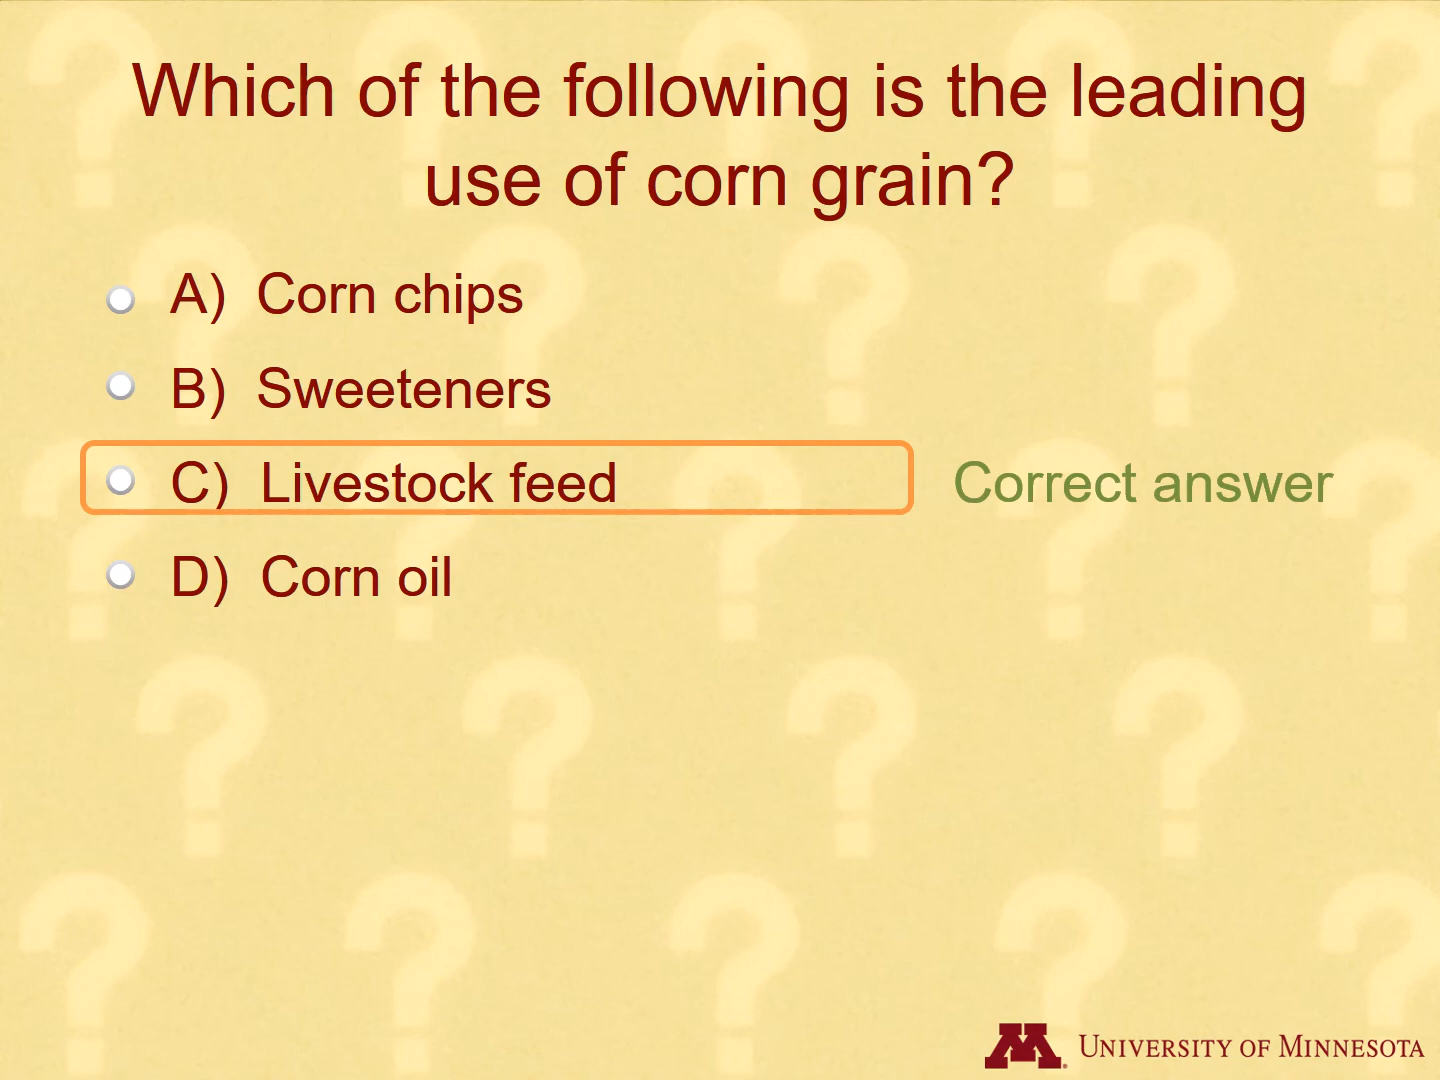 Which of the following is the leading
use of corn grain?
A) Corn chips
B) Sweeteners
C) Livestock feed
Correct answer
D) Corn oil
M
UNIVERSITY OF MINNESOTA